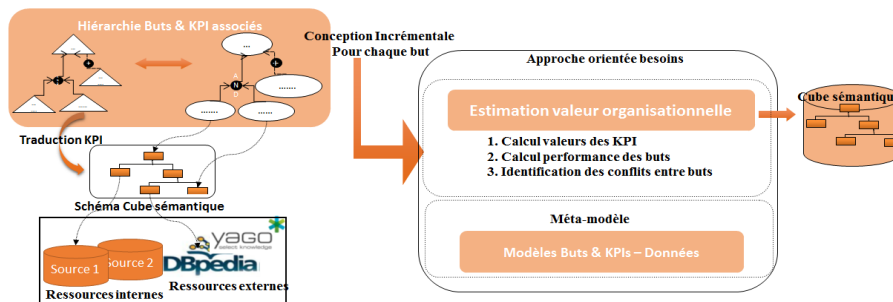 Hiérarchie Buts & KPI associés
Traduction KPI
Schéma Cube sémantique
Source 1
Source 2
Ressources internes
yago
select knowledge
DBpedia
Ressources externes
Conception Incrémentale
Pour chaque but
Approche orientée besoins
Estimation valeur organisationnelle
1. Calcul valeurs des KPI
2. Calcul performance des buts
3. Identification des conflits entre buts
Méta-modèle
Modèles Buts & KPIs – Données
Cube sémantique